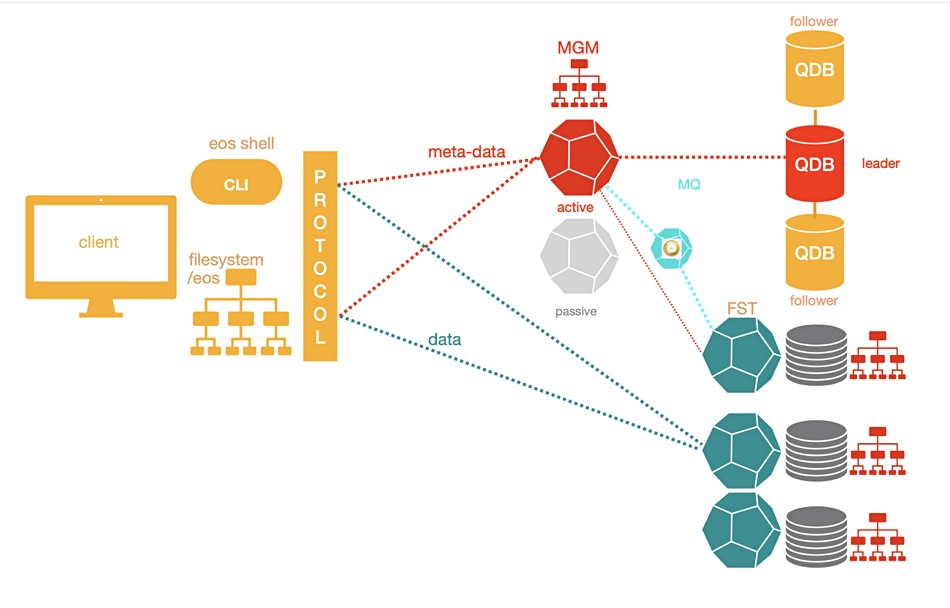 follower
QDB
MGM
QDB
leader
eos shell
CLI
meta-data
MQ
active
QDB
follower
client
filesystem
/eos
PROTOCOL
passive
FST
data